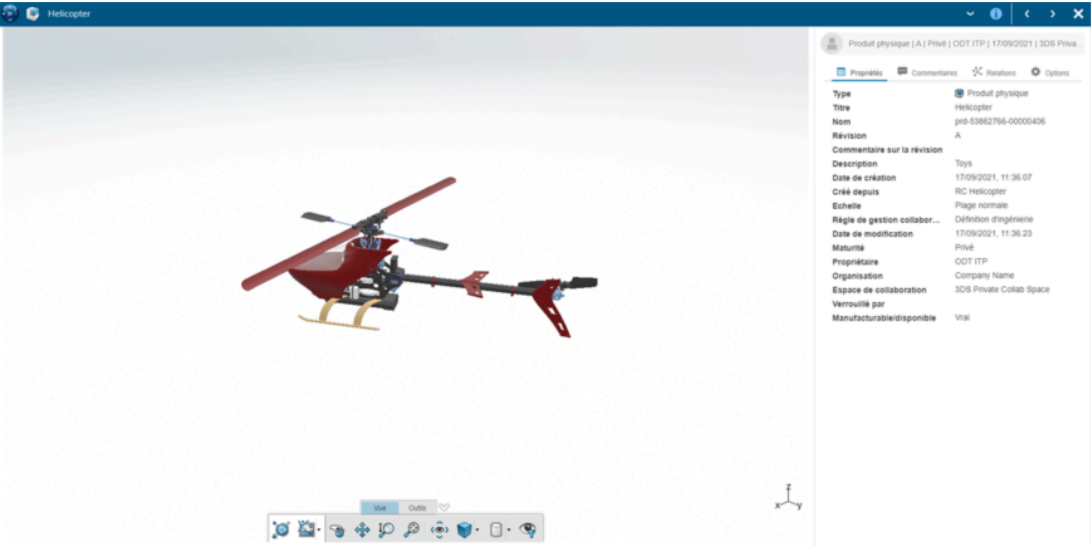 Helicopter
Produit physique | A | Privé | ODT ITP | 17/09/2021 | 3DS Priva...
Propriétés Commentaires Relations Options
Type Produit physique
Titre Helicopter
Nom prd-53862766-00000406
Révision A
Commentaire sur la révision
Description Toys
Date de création 17/09/2021, 11:36:07
Créé depuis RC Helicopter
Echelle Plage normale
Règle de gestion collabor... Définition d'ingénierie
Date de modification 17/09/2021, 11:36:23
Maturité Privé
Propriétaire ODT ITP
Organisation Company Name
Espace de collaboration 3DS Private Collab Space
Verrouillé par
Manufacturable/disponible Vrai
z
x y
Vue Outils